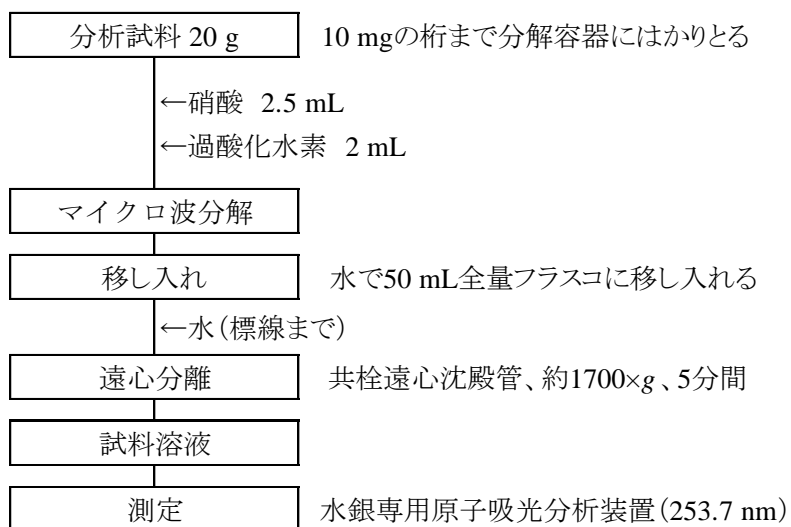 分析試料 20 g　10 mgの桁まで分解容器にはかりとる
←硝酸 2.5 mL
←過酸化水素 2 mL
マイクロ波分解
移し入れ　水で50 mL全量フラスコに移し入れる
←水（標線まで）
遠心分離　共栓遠心沈殿管、約1700×g、5分間
試料溶液
測定　水銀専用原子吸光分析装置（253.7 nm）